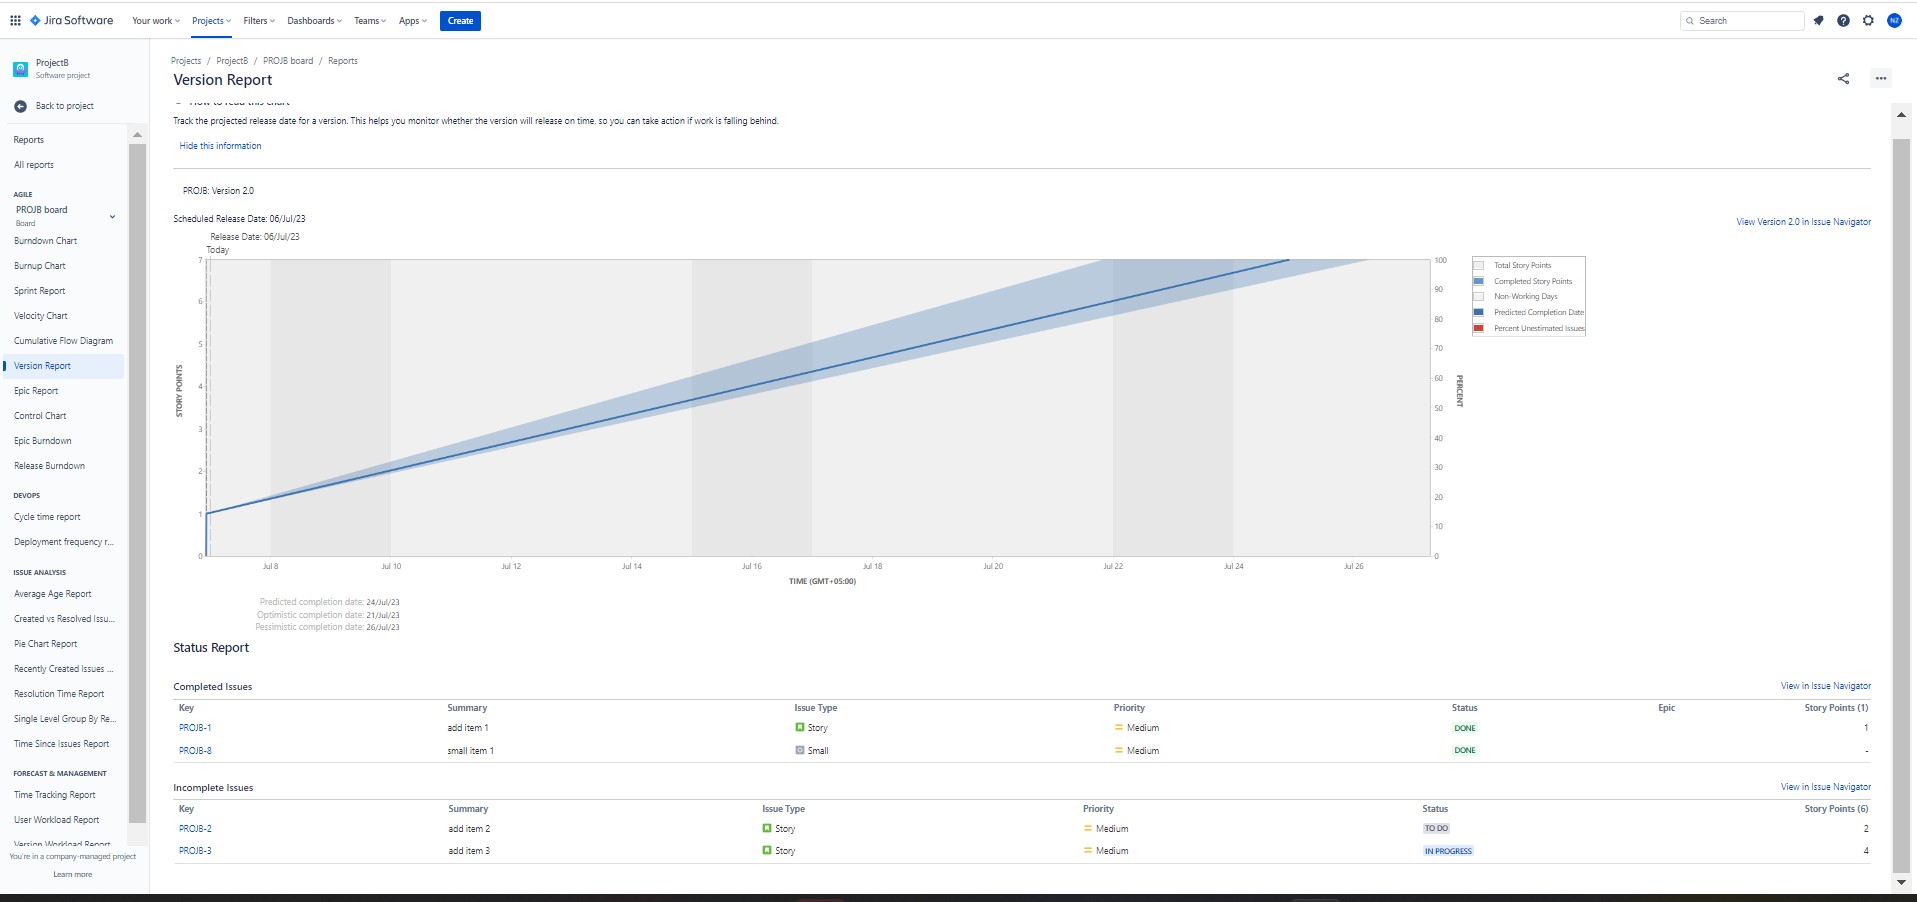 Jira Software Your work Projects Filters Dashboards Teams Apps Create Search NZ
ProjectB
Software project
Back to project
Reports
All reports
AGILE
PROJB board
Board
Burndown Chart
Burnup Chart
Sprint Report
Velocity Chart
Cumulative Flow Diagram
Version Report
Epic Report
Control Chart
Epic Burndown
Release Burndown
DEVOPS
Cycle time report
Deployment frequency r...
ISSUE ANALYSIS
Average Age Report
Created vs Resolved Issu...
Pie Chart Report
Recently Created Issues ...
Resolution Time Report
Single Level Group By Re...
Time Since Issues Report
FORECAST & MANAGEMENT
Time Tracking Report
User Workload Report
Version Workload Report
You're in a company-managed project
Learn more
Projects / ProjectB / PROJB board / Reports
Version Report
How to read this chart
Track the projected release date for a version. This helps you monitor whether the version will release on time, so you can take action if work is falling behind.
Hide this information
PROJB: Version 2.0
Scheduled Release Date: 06/Jul/23
View Version 2.0 in Issue Navigator
Release Date: 06/Jul/23
Today
7
6
5
4
3
2
1
0
STORY POINTS
100
90
80
70
60
50
40
30
20
10
0
PERCENT
Jul 8 Jul 10 Jul 12 Jul 14 Jul 16 Jul 18 Jul 20 Jul 22 Jul 24 Jul 26
TIME (GMT+05:00)
Total Story Points
Completed Story Points
Non-Working Days
Predicted Completion Date
Percent Unestimated Issues
Predicted completion date: 24/Jul/23
Optimistic completion date: 21/Jul/23
Pessimistic completion date: 26/Jul/23
Status Report
Completed Issues View in Issue Navigator
Key Summary Issue Type Priority Status Epic Story Points (1)
PROJB-1 add item 1 Story Medium DONE 1
PROJB-8 small item 1 Small Medium DONE -
Incomplete Issues View in Issue Navigator
Key Summary Issue Type Priority Status Story Points (6)
PROJB-2 add item 2 Story Medium TO DO 2
PROJB-3 add item 3 Story Medium IN PROGRESS 4